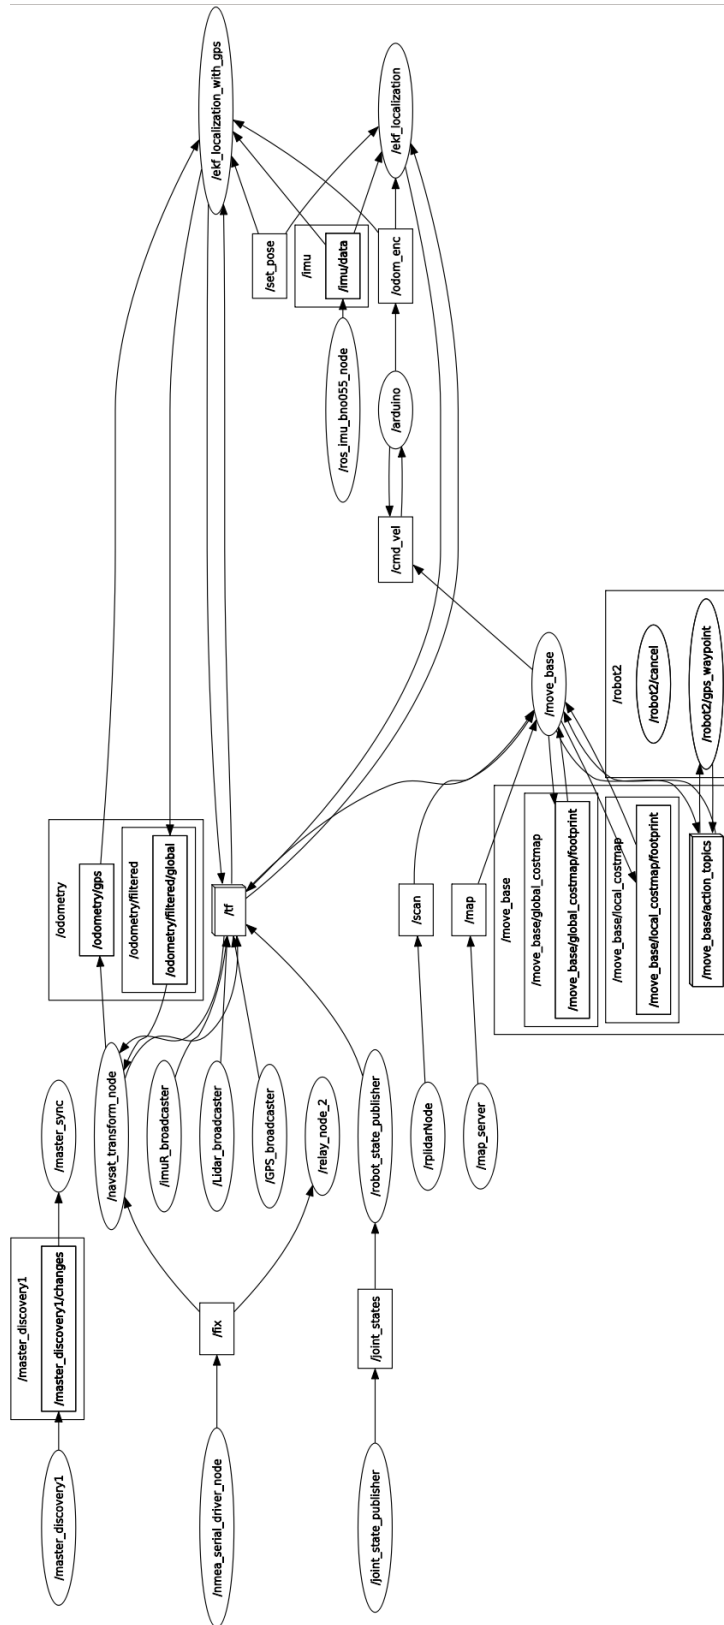 /master_discovery1
/master_discovery1
/master_discovery1/changes
/master_sync
/nmea_serial_driver_node
/fix
/navsat_transform_node
/imuR_broadcaster
/Lidar_broadcaster
/GPS_broadcaster
/relay_node_2
/joint_state_publisher
/joint_states
/robot_state_publisher
/rplidarNode
/map_server
/odometry
/odometry/gps
/odometry/filtered
/odometry/filtered/global
/tf
/scan
/map
/move_base
/move_base/global_costmap
/move_base/global_costmap/footprint
/move_base/local_costmap
/move_base/local_costmap/footprint
/move_base/action_topics
/move_base
/robot2
/robot2/cancel
/robot2/gps_waypoint
/cmd_vel
/arduino
/ros_imu_bno055_node
/set_pose
/imu
/imu/data
/odom_enc
/ekf_localization_with_gps
/ekf_localization